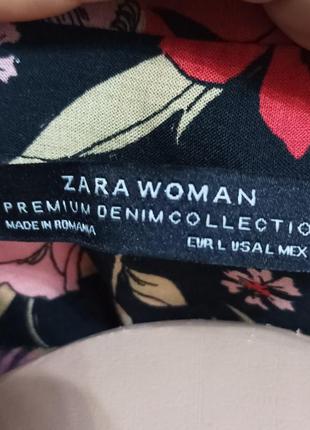 ZARA WOMAN
PREMIUM DENIM COLLECTIO
MADE IN ROMANIA
EUR L USA L MEX